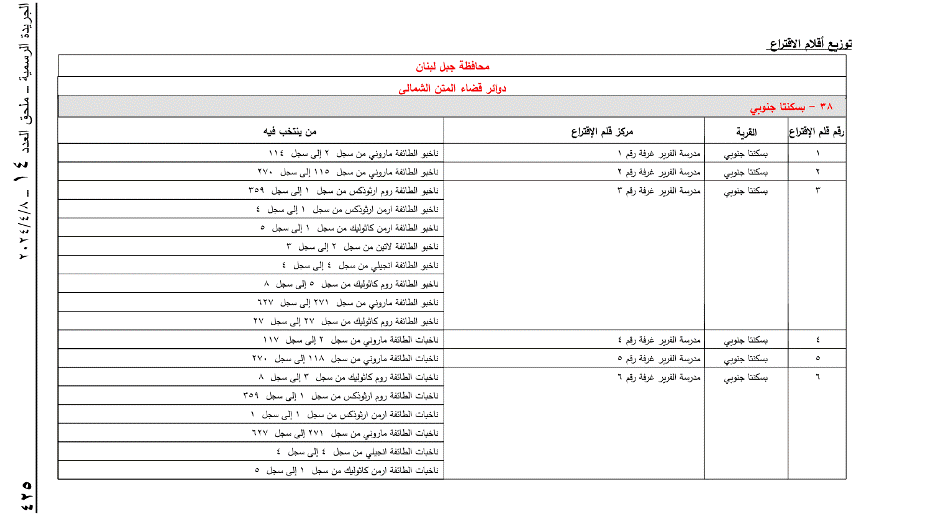 الجريدة الرسمية – ملحق العدد ١٤ – ٢٠٢٤/٤/٨
توزيع أقلام الاقتراع
محافظة جبل لبنان
دوائر قضاء المتن الشمالى
٣٨ - بسكنتا جنوبي
رقم قلم الإقتراع القرية مركز قلم الإقتراع من ينتخب فيه
١ بسكنتا جنوبي مدرسة الفرير غرفة رقم ١ ناخبو الطائفة ماروني من سجل ٢ إلى سجل ١١٤
٢ بسكنتا جنوبي مدرسة الفرير غرفة رقم ٢ ناخبو الطائفة ماروني من سجل ١١٥ إلى سجل ٢٧٠
٣ بسكنتا جنوبي مدرسة الفرير غرفة رقم ٣ ناخبو الطائفة روم ارثوذكس من سجل ١ إلى سجل ٣٥٩
ناخبو الطائفة ارمن ارثوذكس من سجل ١ إلى سجل ٤
ناخبو الطائفة ارمن كاثوليك من سجل ١ إلى سجل ٥
ناخبو الطائفة لاتين من سجل ٢ إلى سجل ٣
ناخبو الطائفة انجيلي من سجل ٤ إلى سجل ٤
ناخبو الطائفة روم كاثوليك من سجل ٥ إلى سجل ٨
ناخبو الطائفة ماروني من سجل ٢٧١ إلى سجل ٦٢٧
ناخبو الطائفة روم كاثوليك من سجل ٢٧ إلى سجل ٢٧
٤ بسكنتا جنوبي مدرسة الفرير غرفة رقم ٤ ناخبات الطائفة ماروني من سجل ٢ إلى سجل ١١٧
٥ بسكنتا جنوبي مدرسة الفرير غرفة رقم ٥ ناخبات الطائفة ماروني من سجل ١١٨ إلى سجل ٢٧٠
٦ بسكنتا جنوبي مدرسة الفرير غرفة رقم ٦ ناخبات الطائفة روم كاثوليك من سجل ٣ إلى سجل ٨
ناخبات الطائفة روم ارثوذكس من سجل ١ إلى سجل ٣٥٩
ناخبات الطائفة ارمن ارثوذكس من سجل ١ إلى سجل ١
ناخبات الطائفة ماروني من سجل ٢٧١ إلى سجل ٦٢٧
ناخبات الطائفة انجيلي من سجل ٤ إلى سجل ٤
ناخبات الطائفة ارمن كاثوليك من سجل ١ إلى سجل ٥
٤٢٥